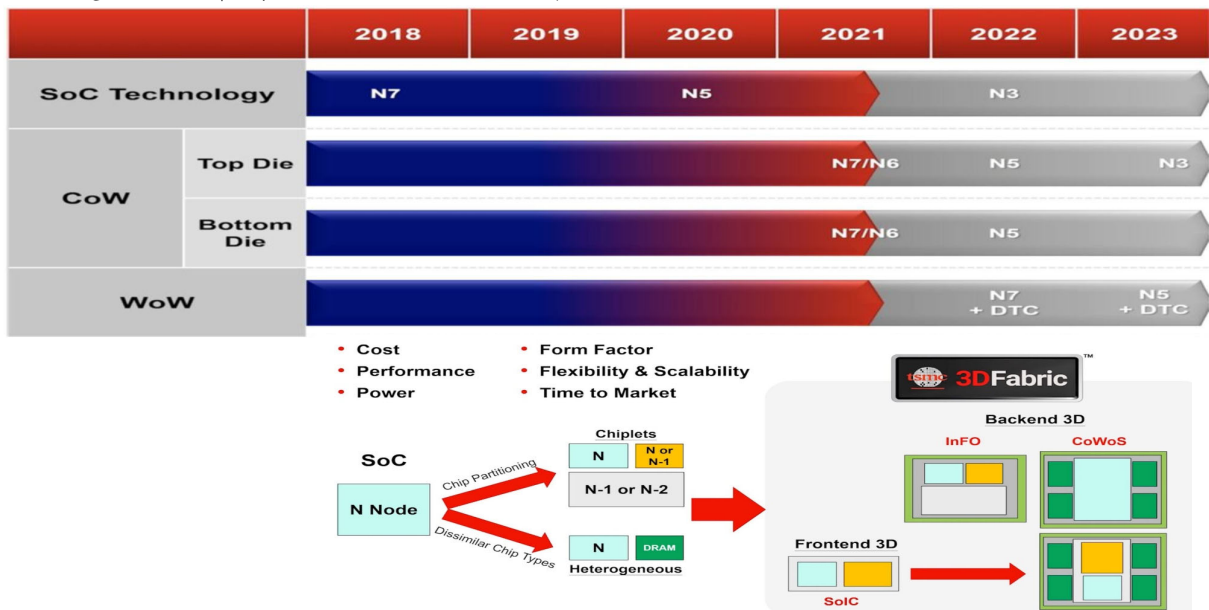 2018 2019 2020 2021 2022 2023
SoC Technology N7 N5 N3
CoW
Top Die N7/N6 N5 N3
Bottom
Die
N7/N6 N5
WoW
N7
+ DTC
N5
+ DTC
• Cost
• Performance
• Power
• Form Factor
• Flexibility & Scalability
• Time to Market
SoC
N Node
Chip Partitioning
Dissimilar Chip Types
Chiplets
N
N or
N-1
N-1 or N-2
N
DRAM
Heterogeneous
tsmc 3DFabric ™
Backend 3D
InFO
CoWoS
Frontend 3D
SoIC